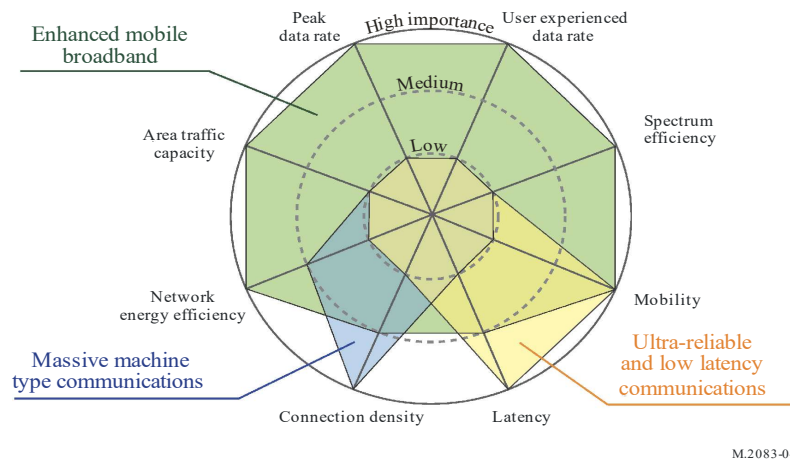 Peak
data rate
High importance
User experienced
data rate
Enhanced mobile
broadband
Medium
Area traffic
capacity
Low
Spectrum
efficiency
Network
energy efficiency
Mobility
Massive machine
type communications
Ultra-reliable
and low latency
communications
Connection density
Latency
M.2083-0